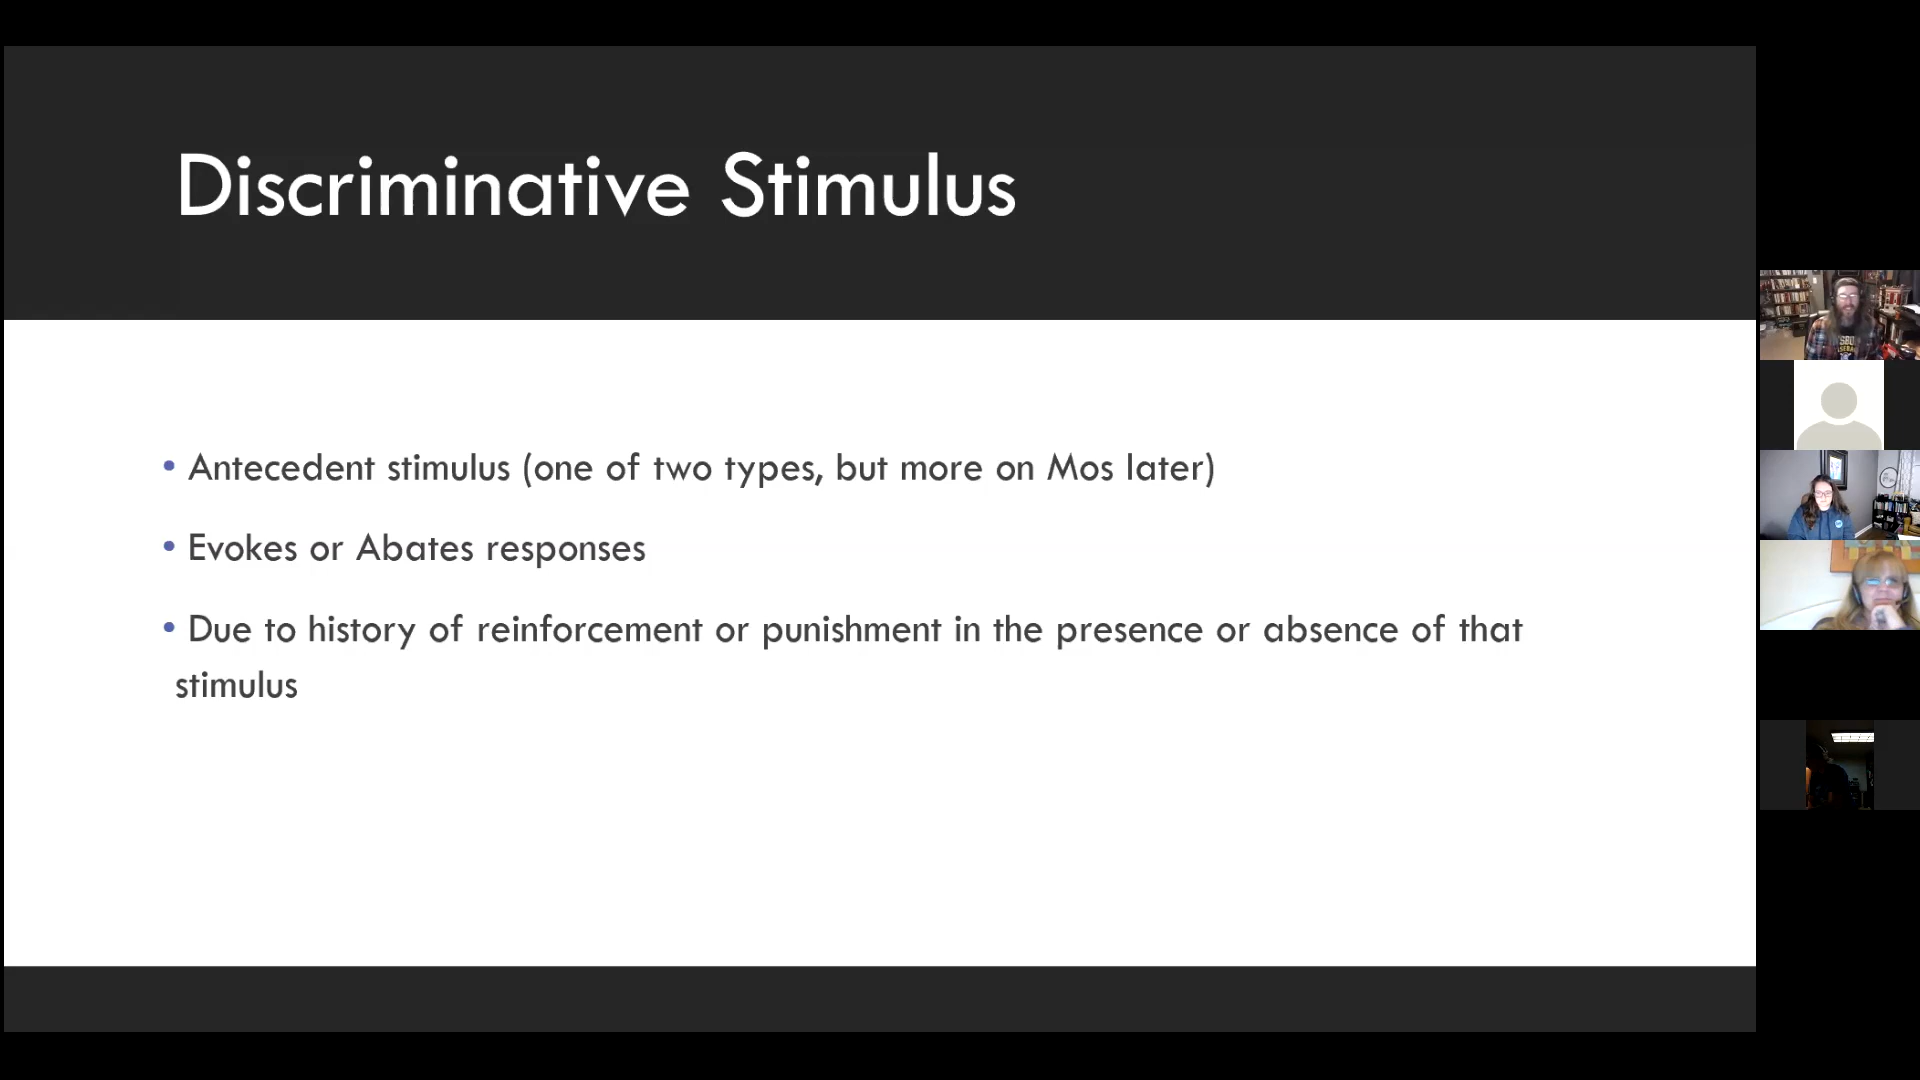 Discriminative Stimulus
• Antecedent stimulus (one of two types, but more on Mos later)
• Evokes or Abates responses
• Due to history of reinforcement or punishment in the presence or absence of that
stimulus